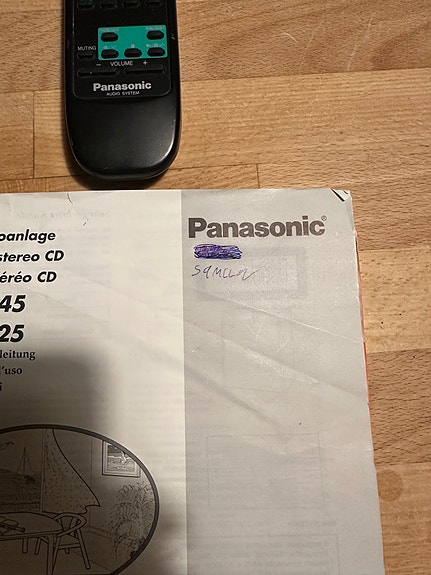 MUTING
− VOLUME +
Panasonic
AUDIO SYSTEM
Panasonic®
oanlage
stereo CD
éréo CD
45
25
leitung
l'uso
i